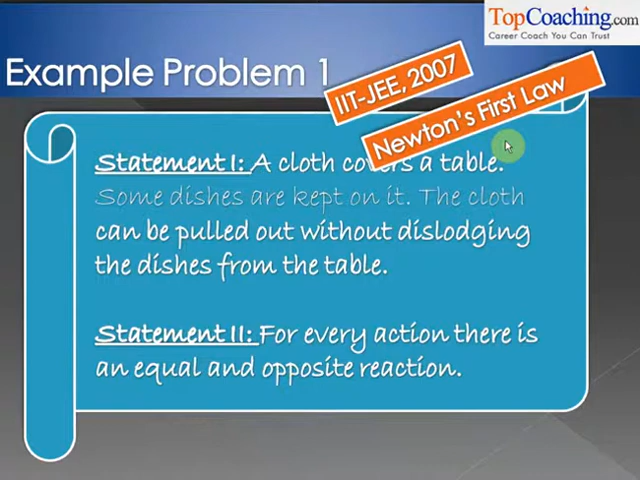 TopCoaching.com
Career Coach You Can Trust
Example Problem 1
IIT-JEE, 2007
Newton's First Law
Statement I: A cloth covers a table.
Some dishes are kept on it. The cloth
can be pulled out without dislodging
the dishes from the table.
Statement II: For every action there is
an equal and opposite reaction.